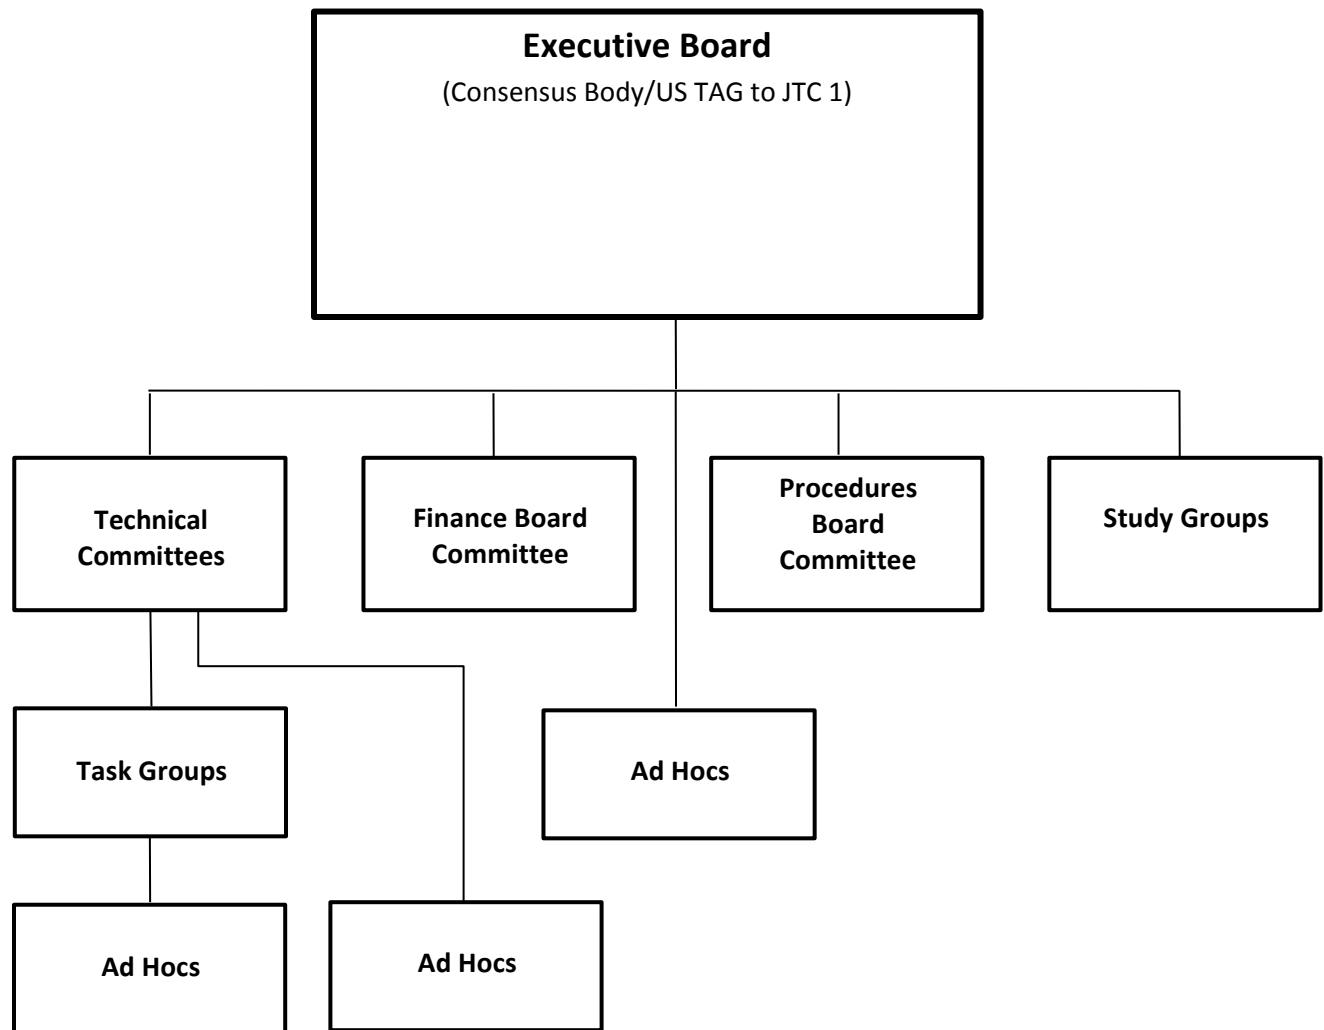 Executive Board
(Consensus Body/US TAG to JTC 1)
Technical
Committees
Finance Board
Committee
Procedures
Board
Committee
Study Groups
Task Groups
Ad Hocs
Ad Hocs
Ad Hocs